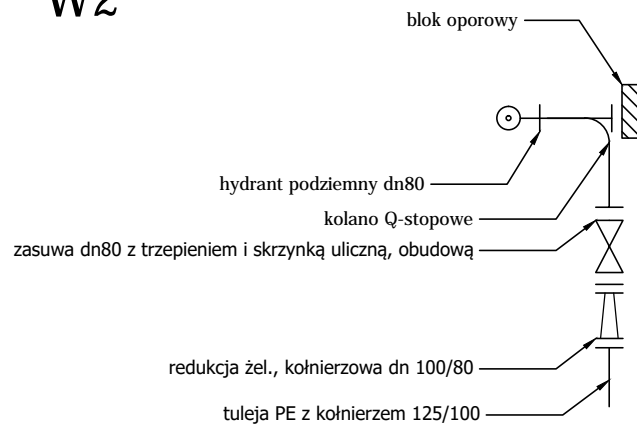 W2
blok oporowy
hydrant podziemny dn80
kolano Q-stopowe
zasuwa dn80 z trzepieniem i skrzynką uliczną, obudową
redukcja żel., kołnierzowa dn 100/80
tuleja PE z kołnierzem 125/100